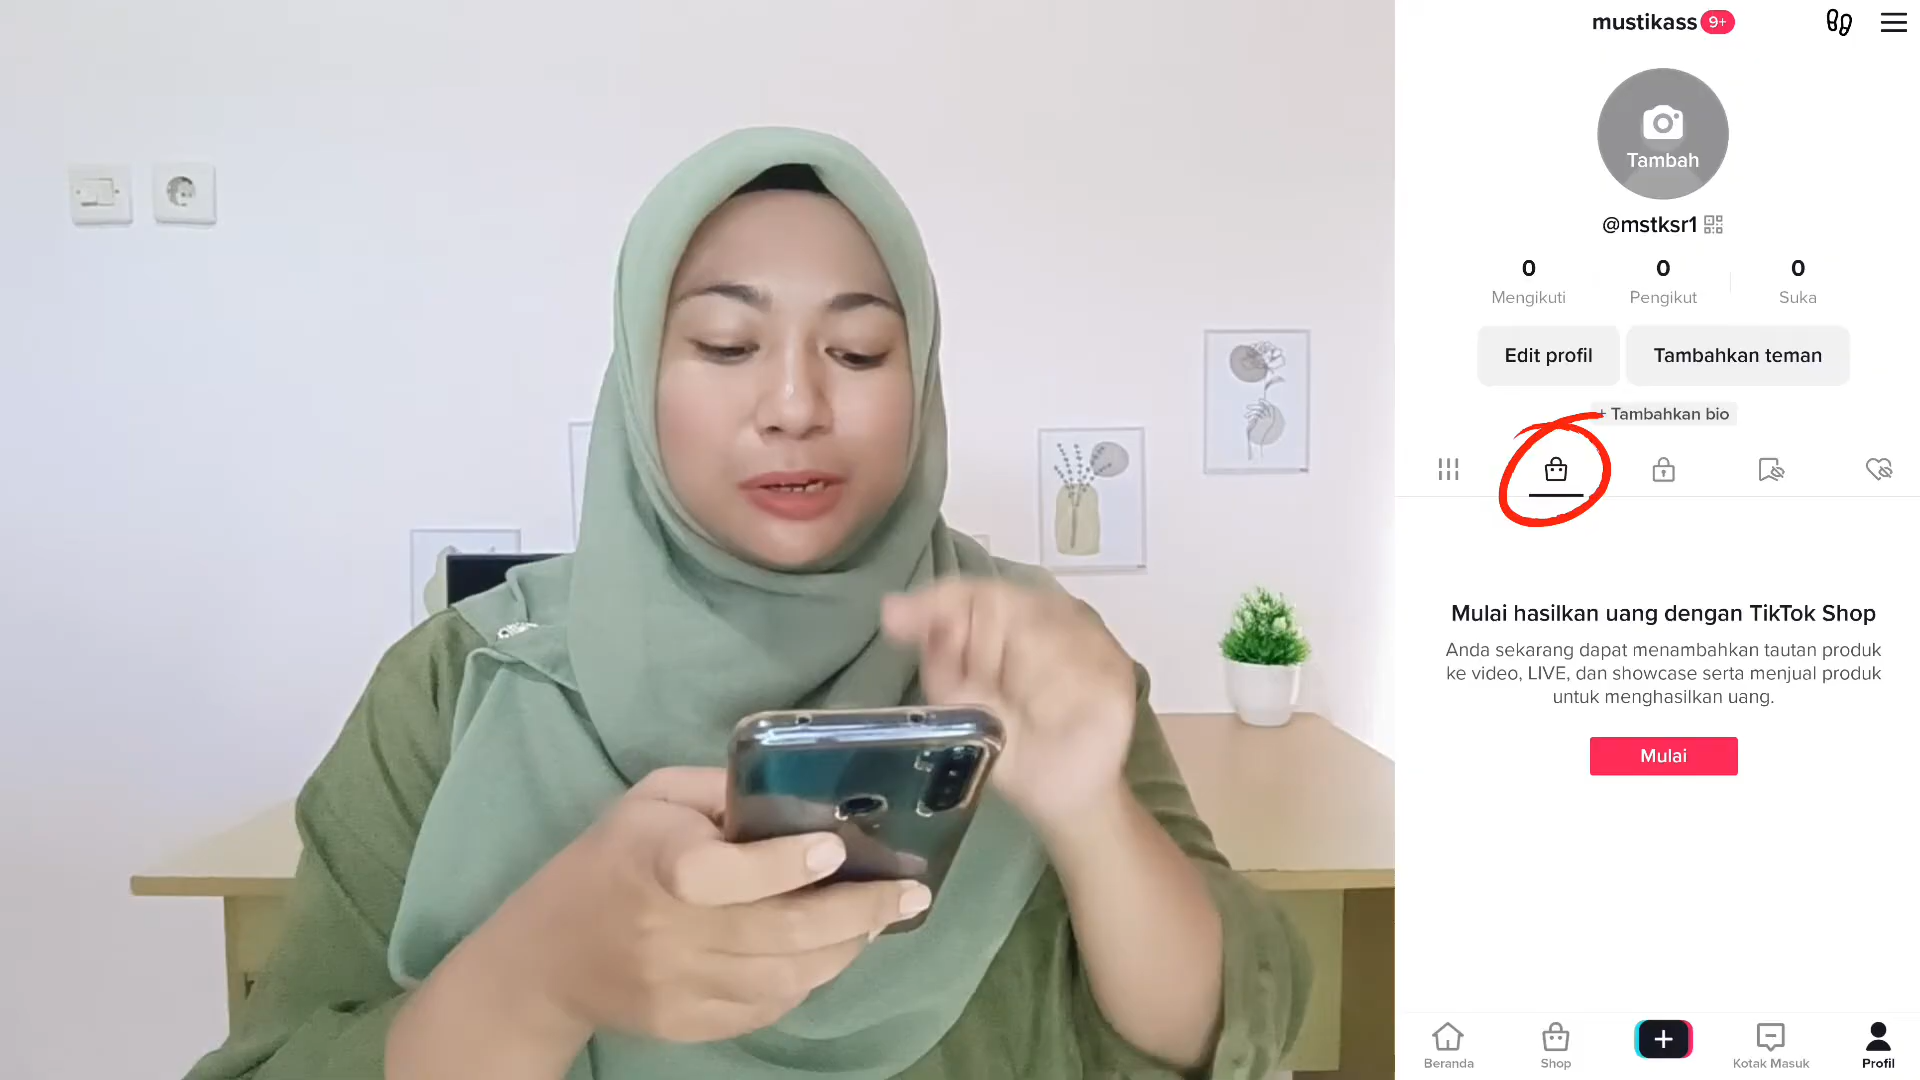 mustikass 9+
Tambah
@mstksr1
0 0 0
Mengikuti Pengikut Suka
Edit profil Tambahkan teman
+ Tambahkan bio
Mulai hasilkan uang dengan TikTok Shop
Anda sekarang dapat menambahkan tautan produk
ke video, LIVE, dan showcase serta menjual produk
untuk menghasilkan uang.
Mulai
Beranda Shop Kotak Masuk Profil